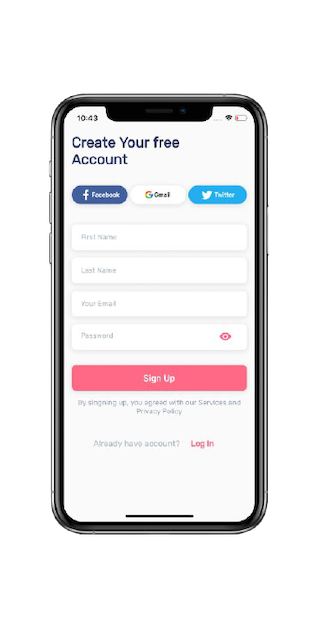 10:43
Create Your free
Account
Facebook
Gmail
Twitter
First Name
Last Name
Your Email
Password
Sign Up
By siogning up, you agreed with our Services and
Privacy Policy
Already have account? Log In